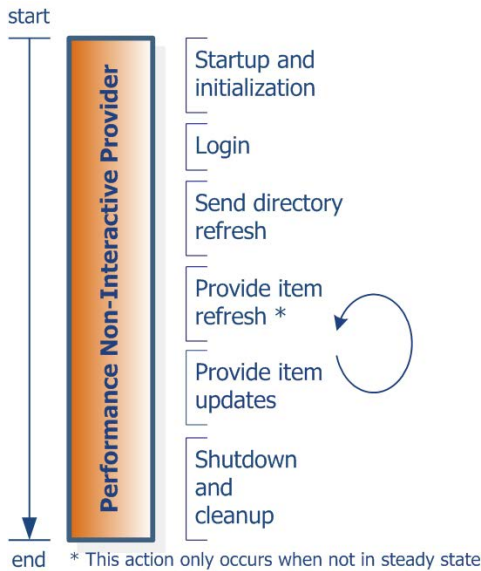 start
Performance Non-Interactive Provider
Startup and
initialization
Login
Send directory
refresh
Provide item
refresh *
Provide item
updates
Shutdown
and
cleanup
end
* This action only occurs when not in steady state